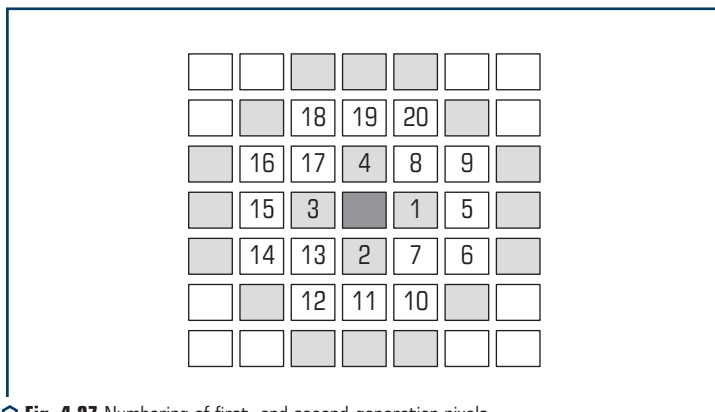 18 19 20
16 17 4 8 9
15 3 1 5
14 13 2 7 6
12 11 10
Fig. 4.27 Numbering of first- and second-generation pixels